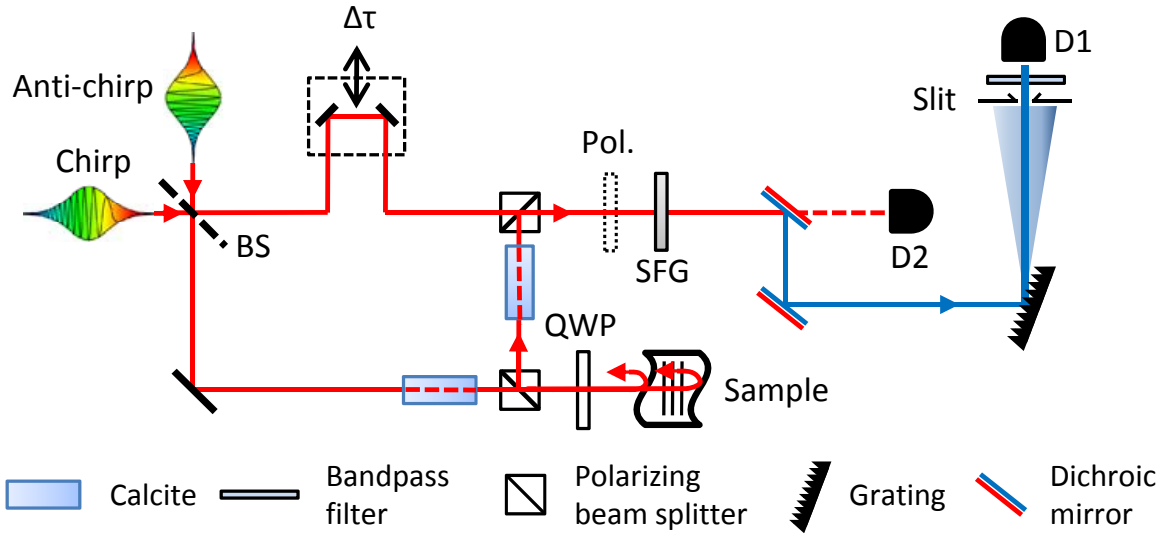 Δτ
Anti-chirp
D1
Slit
Chirp
Pol.
BS
SFG
D2
QWP
Sample
Calcite
Bandpass
filter
Polarizing
beam splitter
Grating
Dichroic
mirror